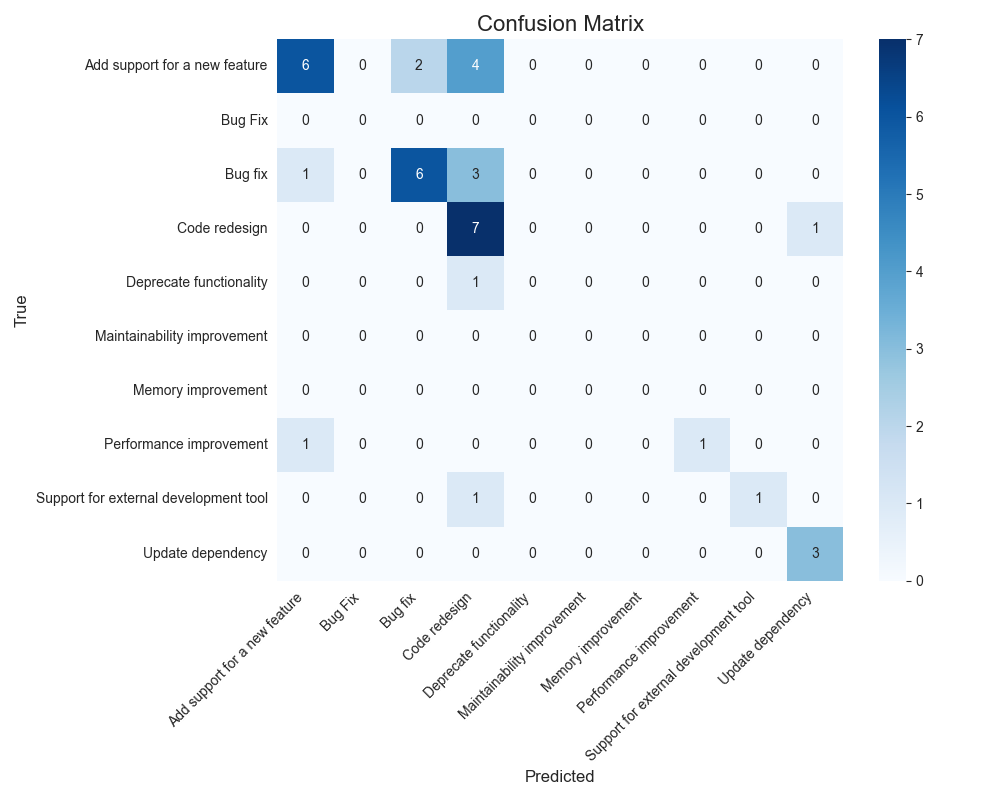 Confusion Matrix
Add support for a new feature 6 0 2 4 0 0 0 0 0 0
Bug Fix 0 0 0 0 0 0 0 0 0 0
Bug fix 1 0 6 3 0 0 0 0 0 0
Code redesign 0 0 0 7 0 0 0 0 0 1
Deprecate functionality 0 0 0 1 0 0 0 0 0 0
Maintainability improvement 0 0 0 0 0 0 0 0 0 0
Memory improvement 0 0 0 0 0 0 0 0 0 0
Performance improvement 1 0 0 0 0 0 0 1 0 0
Support for external development tool 0 0 0 1 0 0 0 0 1 0
Update dependency 0 0 0 0 0 0 0 0 0 3
True
Add support for a new feature
Bug Fix
Bug fix
Code redesign
Deprecate functionality
Maintainability improvement
Memory improvement
Performance improvement
Support for external development tool
Update dependency
Predicted
7
6
5
4
3
2
1
0